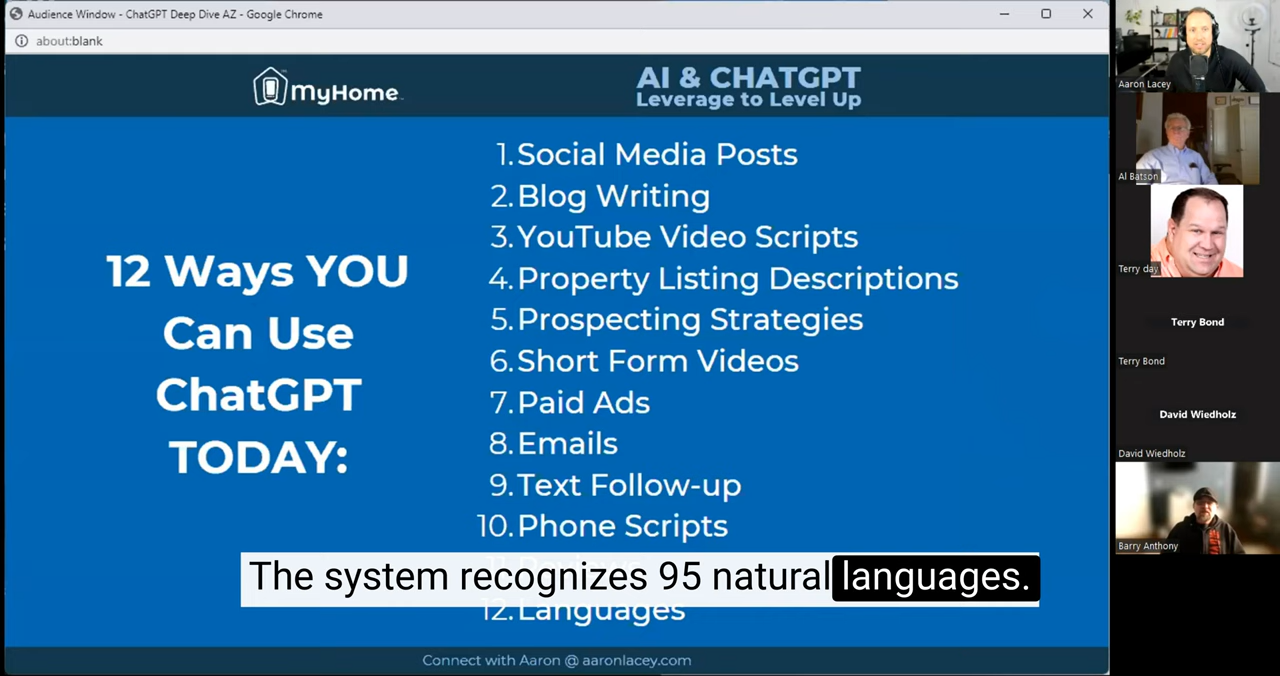 Audience Window - ChatGPT Deep Dive AZ - Google Chrome
about:blank
MyHome
AI & CHATGPT
Leverage to Level Up
12 Ways YOU
Can Use
ChatGPT
TODAY:
1. Social Media Posts
2. Blog Writing
3. YouTube Video Scripts
4. Property Listing Descriptions
5. Prospecting Strategies
6. Short Form Videos
7. Paid Ads
8. Emails
9. Text Follow-up
10. Phone Scripts
The system recognizes 95 natural languages.
12. Languages
Connect with Aaron @ aaronlacey.com
Aaron Lacey
Al Batson
Terry day
Terry Bond
Terry Bond
David Wiedholz
David Wiedholz
Barry Anthony